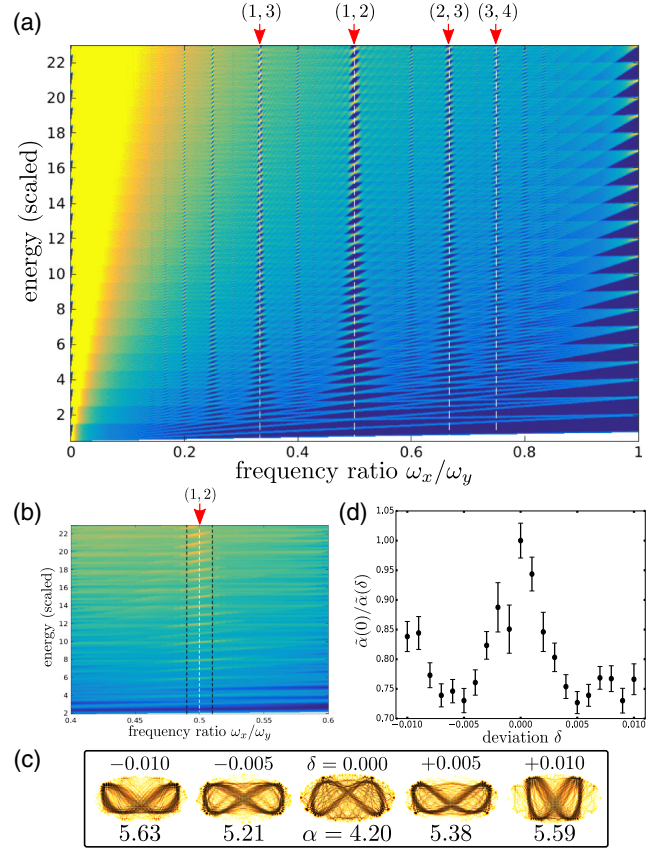 (a)
(1, 3) (1, 2) (2, 3) (3, 4)
energy (scaled)
22
20
18
16
14
12
10
8
6
4
2
0 0.2 0.4 0.6 0.8 1
frequency ratio ωx/ωy
(b)
(1, 2)
energy (scaled)
22
20
18
16
14
12
10
8
6
4
2
0.4 0.45 0.5 0.55 0.6
frequency ratio ωx/ωy
(d)
α̃(0)/α̃(δ)
1.05
1.00
0.95
0.90
0.85
0.80
0.75
0.70
−0.010 −0.005 0.000 0.005 0.010
deviation δ
(c)
−0.010 −0.005 δ = 0.000 +0.005 +0.010
5.63 5.21 α = 4.20 5.38 5.59